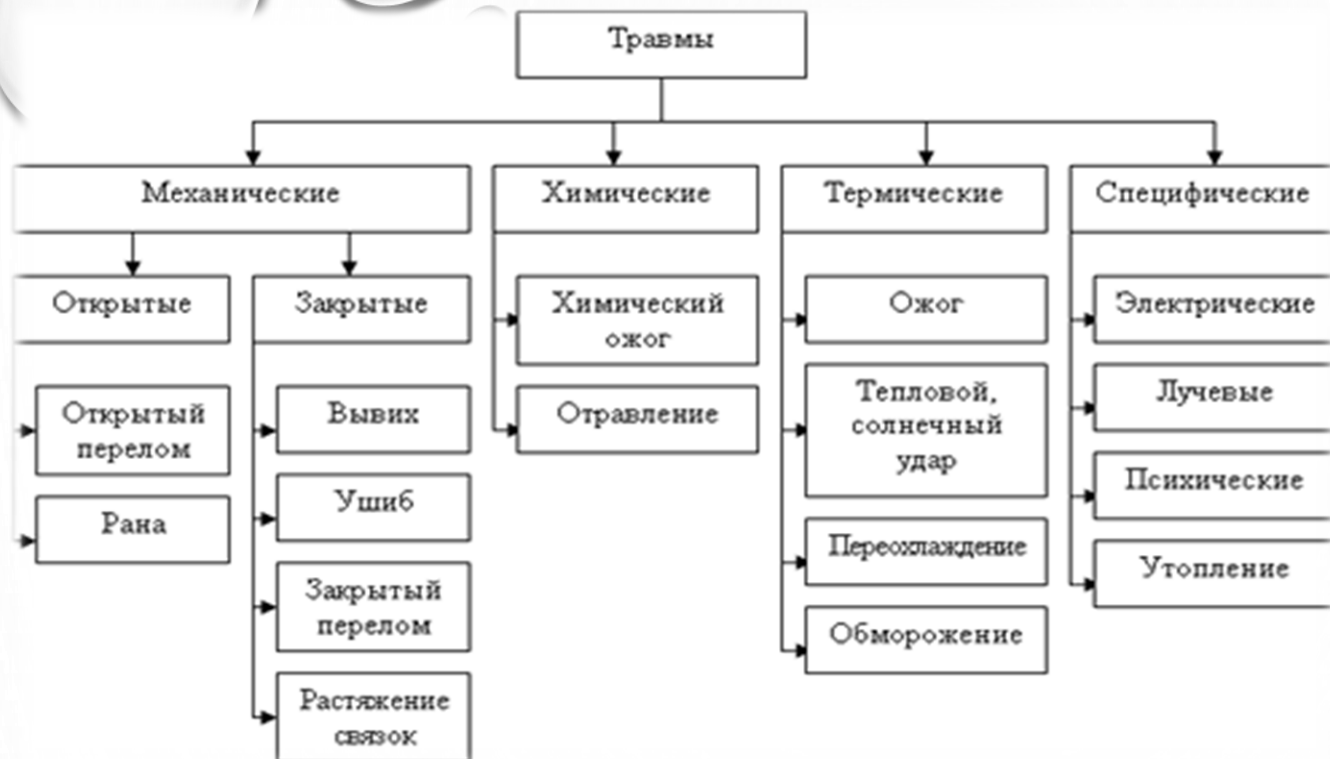 Травмы
Механические
Химические
Термические
Специфические
Открытые
Закрытые
Химический
ожог
Ожог
Электрические
Открытый
перелом
Вывих
Отравление
Тепловой,
солнечный
удар
Лучевые
Рана
Ушиб
Переохлаждение
Психические
Закрытый
перелом
Обморожение
Утопление
Растяжение
связок